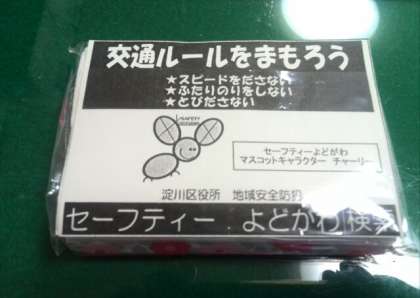 交通ルールをまもろう
★スピードをださない
★ふたりのりをしない
★とびださない
SAFETY
セーフティーよどがわ
マスコットキャラクター チャーリー
淀川区役所 地域安全防犯
セーフティー よどがわ 検索